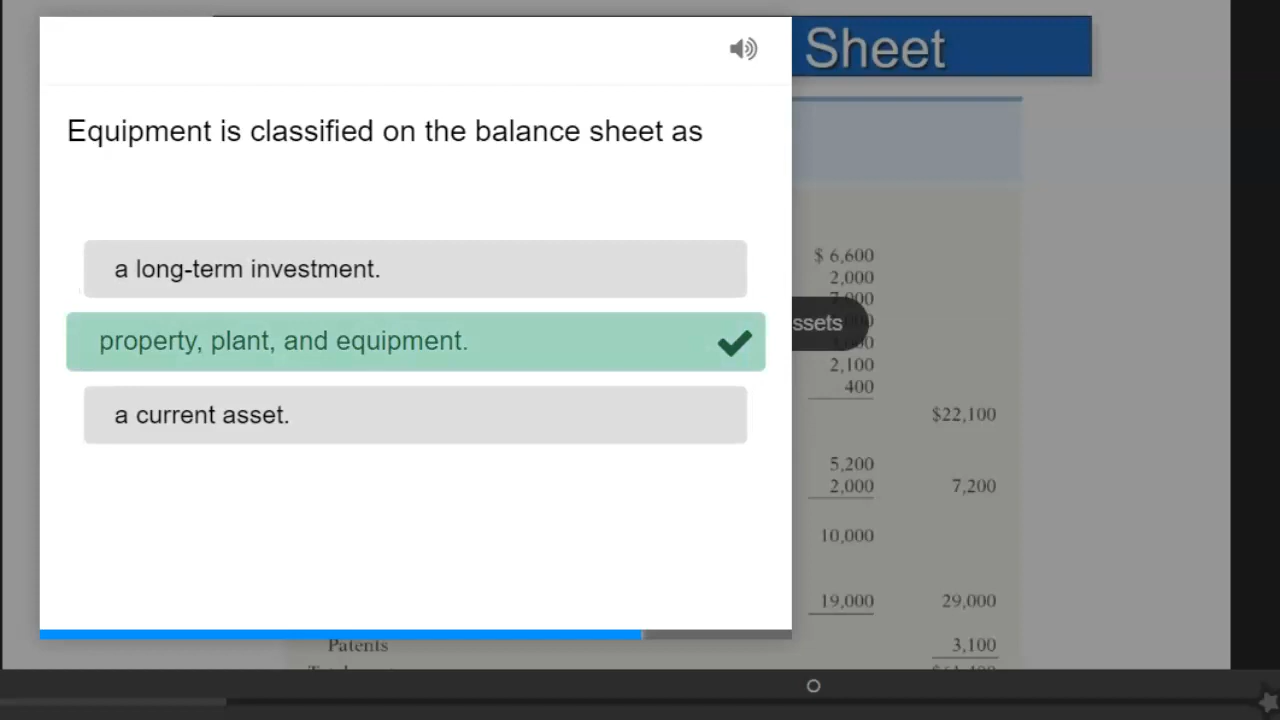 Sheet
Equipment is classified on the balance sheet as
a long-term investment.
property, plant, and equipment.
a current asset.
$ 6,600
2,000
7,000
ssets
2,100
400
$22,100
5,200
2,000 7,200
10,000
19,000 29,000
Patents 3,100